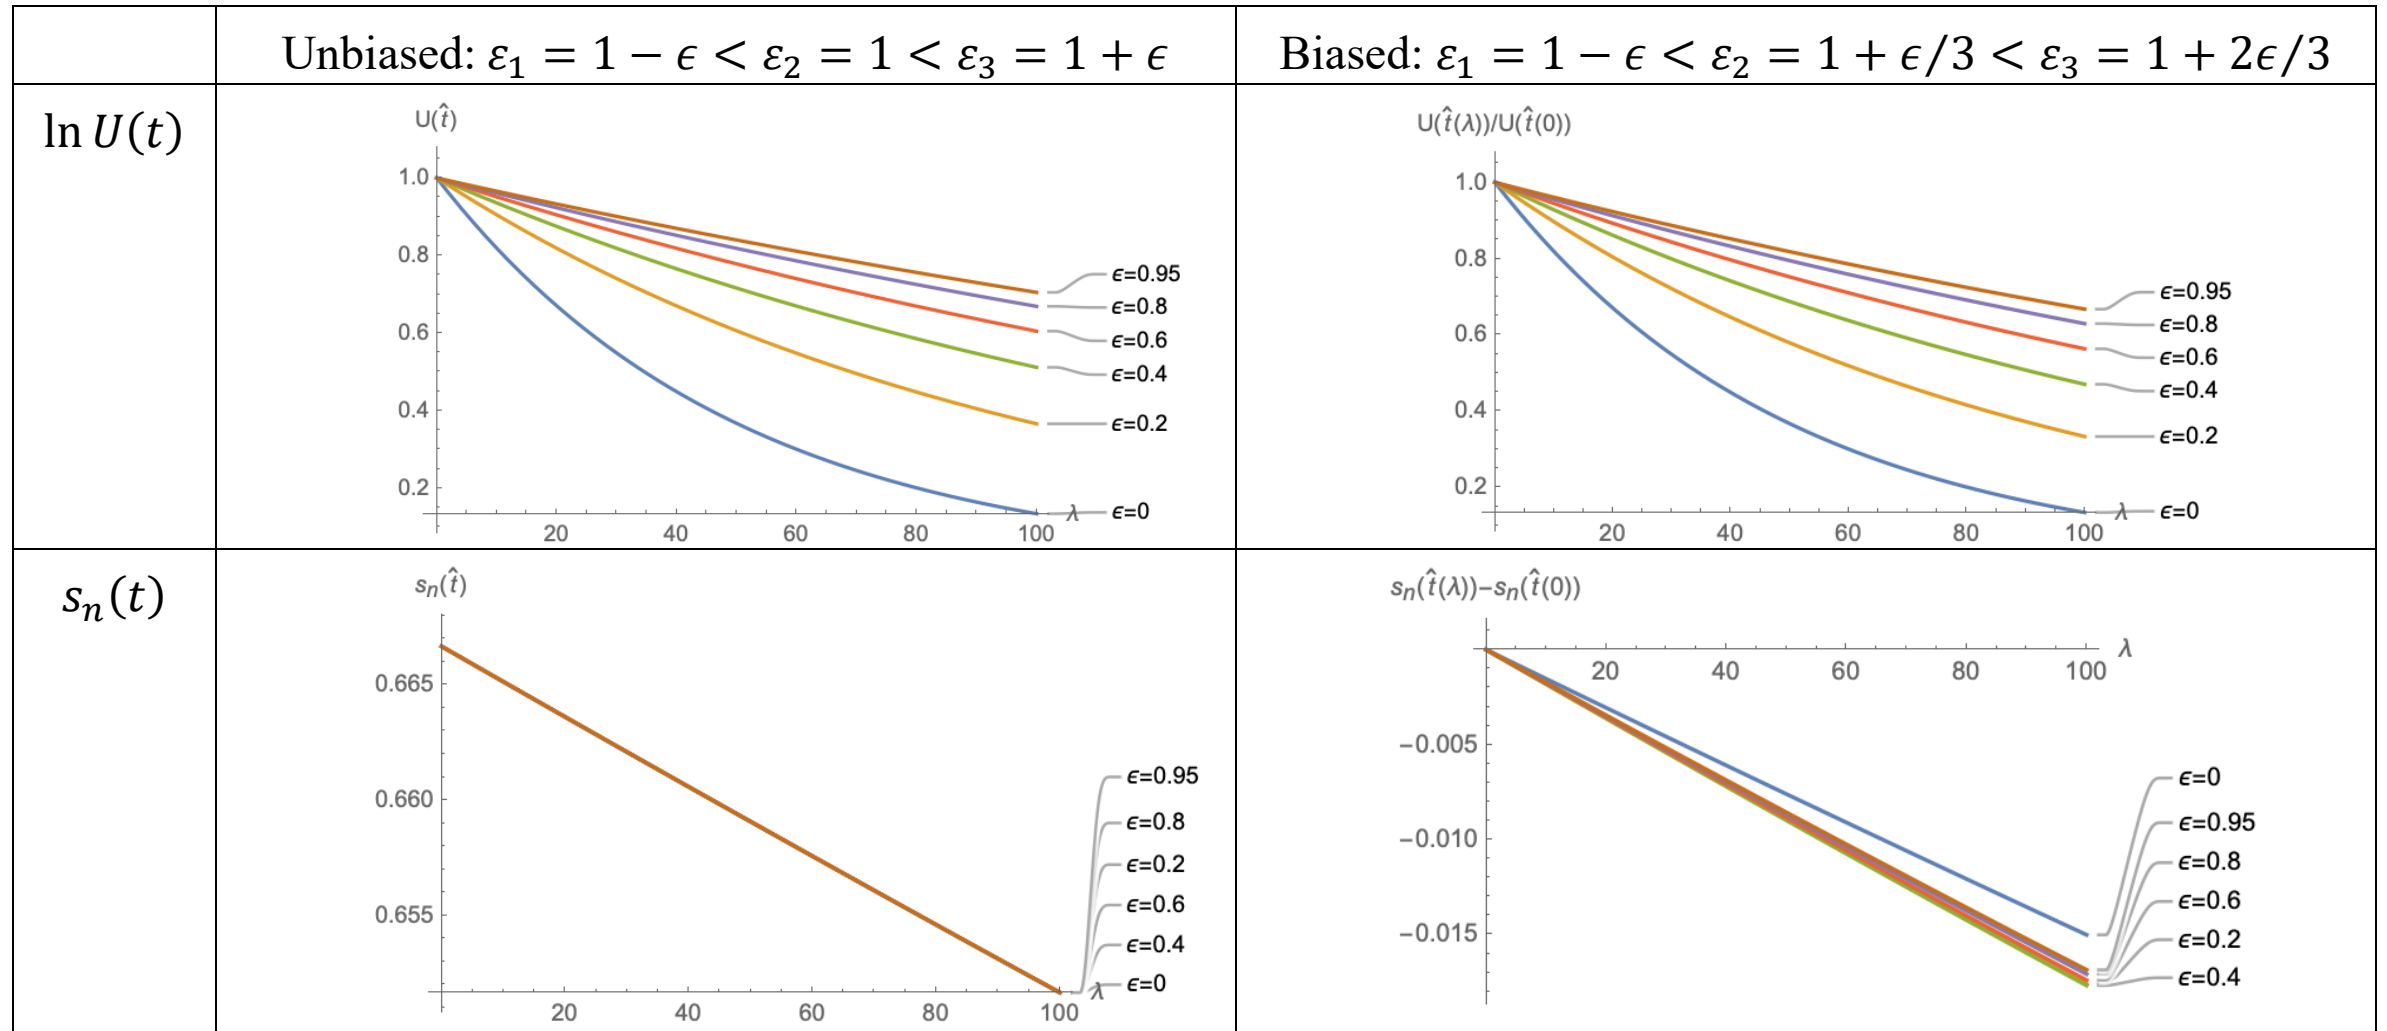 Unbiased: ε₁ = 1 − ϵ < ε₂ = 1 < ε₃ = 1 + ϵ
Biased: ε₁ = 1 − ϵ < ε₂ = 1 + ϵ/3 < ε₃ = 1 + 2ϵ/3
ln U(t)
U(t̂)
1.0
0.8
0.6
0.4
0.2
20 40 60 80 100
λ
ϵ=0.95
ϵ=0.8
ϵ=0.6
ϵ=0.4
ϵ=0.2
ϵ=0
U(t̂(λ))/U(t̂(0))
1.0
0.8
0.6
0.4
0.2
20 40 60 80 100
λ
ϵ=0.95
ϵ=0.8
ϵ=0.6
ϵ=0.4
ϵ=0.2
ϵ=0
sₙ(t)
sₙ(t̂)
0.665
0.660
0.655
20 40 60 80 100
λ
ϵ=0.95
ϵ=0.8
ϵ=0.2
ϵ=0.6
ϵ=0.4
ϵ=0
sₙ(t̂(λ))−sₙ(t̂(0))
λ
20 40 60 80 100
−0.005
−0.010
−0.015
ϵ=0
ϵ=0.95
ϵ=0.8
ϵ=0.6
ϵ=0.2
ϵ=0.4